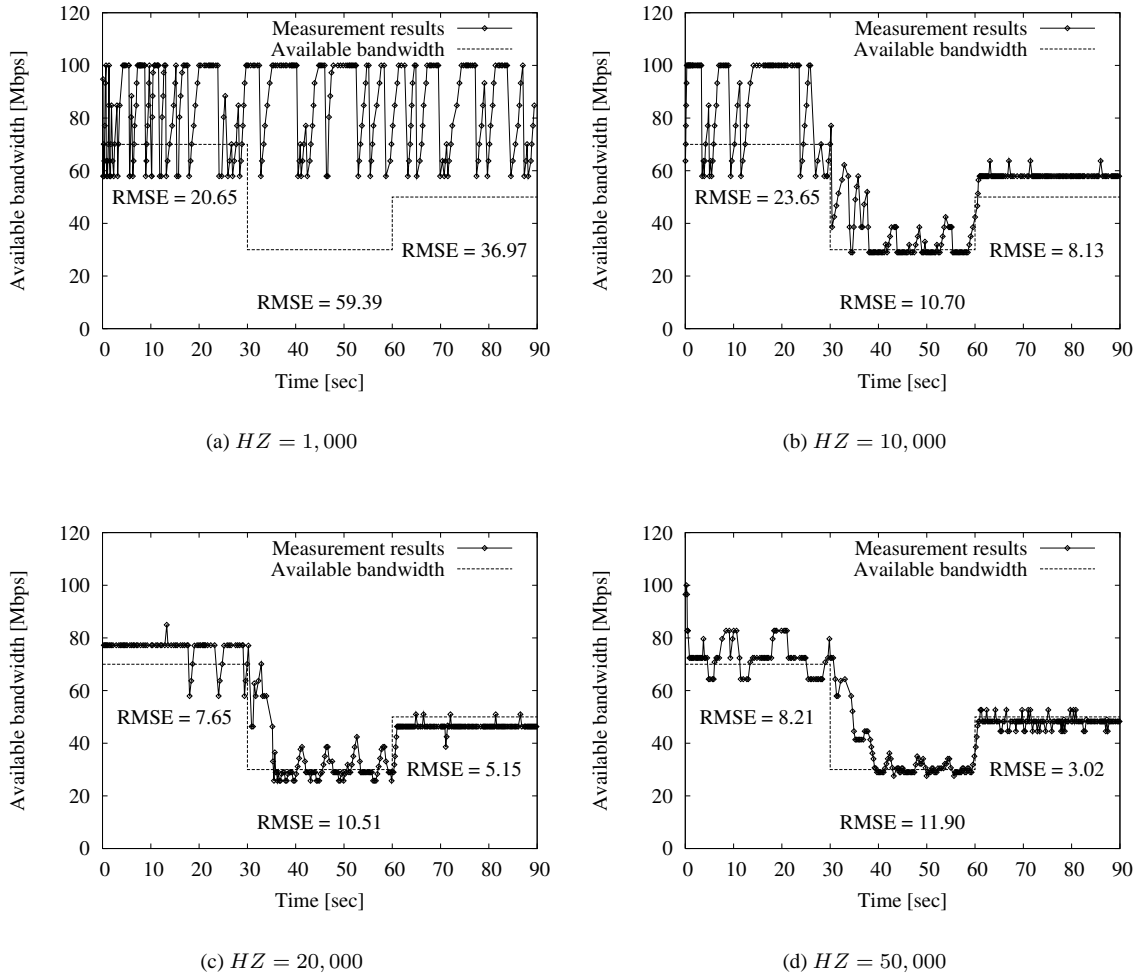 Measurement results
Available bandwidth
Available bandwidth [Mbps]
120
100
80
60
40
20
0
RMSE = 20.65
RMSE = 36.97
RMSE = 59.39
0 10 20 30 40 50 60 70 80 90
Time [sec]
(a) HZ = 1, 000
Measurement results
Available bandwidth
Available bandwidth [Mbps]
120
100
80
60
40
20
0
RMSE = 23.65
RMSE = 8.13
RMSE = 10.70
0 10 20 30 40 50 60 70 80 90
Time [sec]
(b) HZ = 10, 000
Measurement results
Available bandwidth
Available bandwidth [Mbps]
120
100
80
60
40
20
0
RMSE = 7.65
RMSE = 5.15
RMSE = 10.51
0 10 20 30 40 50 60 70 80 90
Time [sec]
(c) HZ = 20, 000
Measurement results
Available bandwidth
Available bandwidth [Mbps]
120
100
80
60
40
20
0
RMSE = 8.21
RMSE = 3.02
RMSE = 11.90
0 10 20 30 40 50 60 70 80 90
Time [sec]
(d) HZ = 50, 000